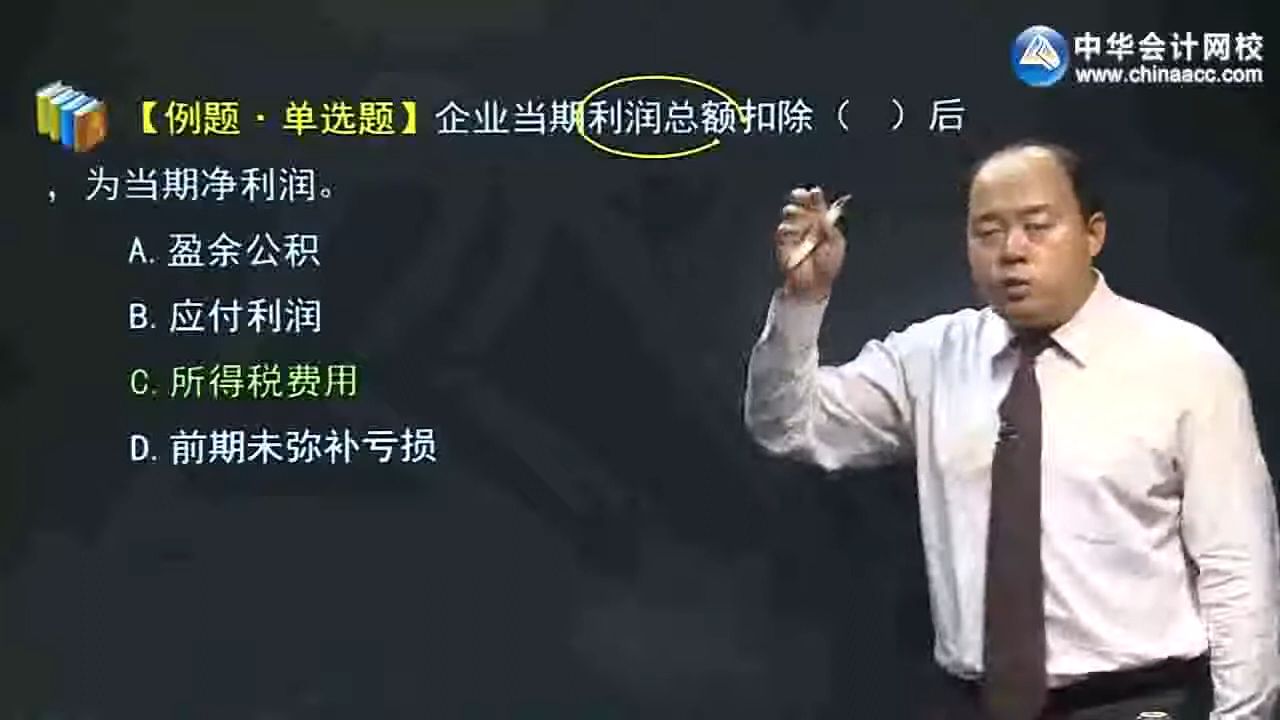 中华会计网校
www.chinaacc.com
【例题·单选题】企业当期利润总额扣除（ ）后
，为当期净利润。
A. 盈余公积
B. 应付利润
C. 所得税费用
D. 前期未弥补亏损